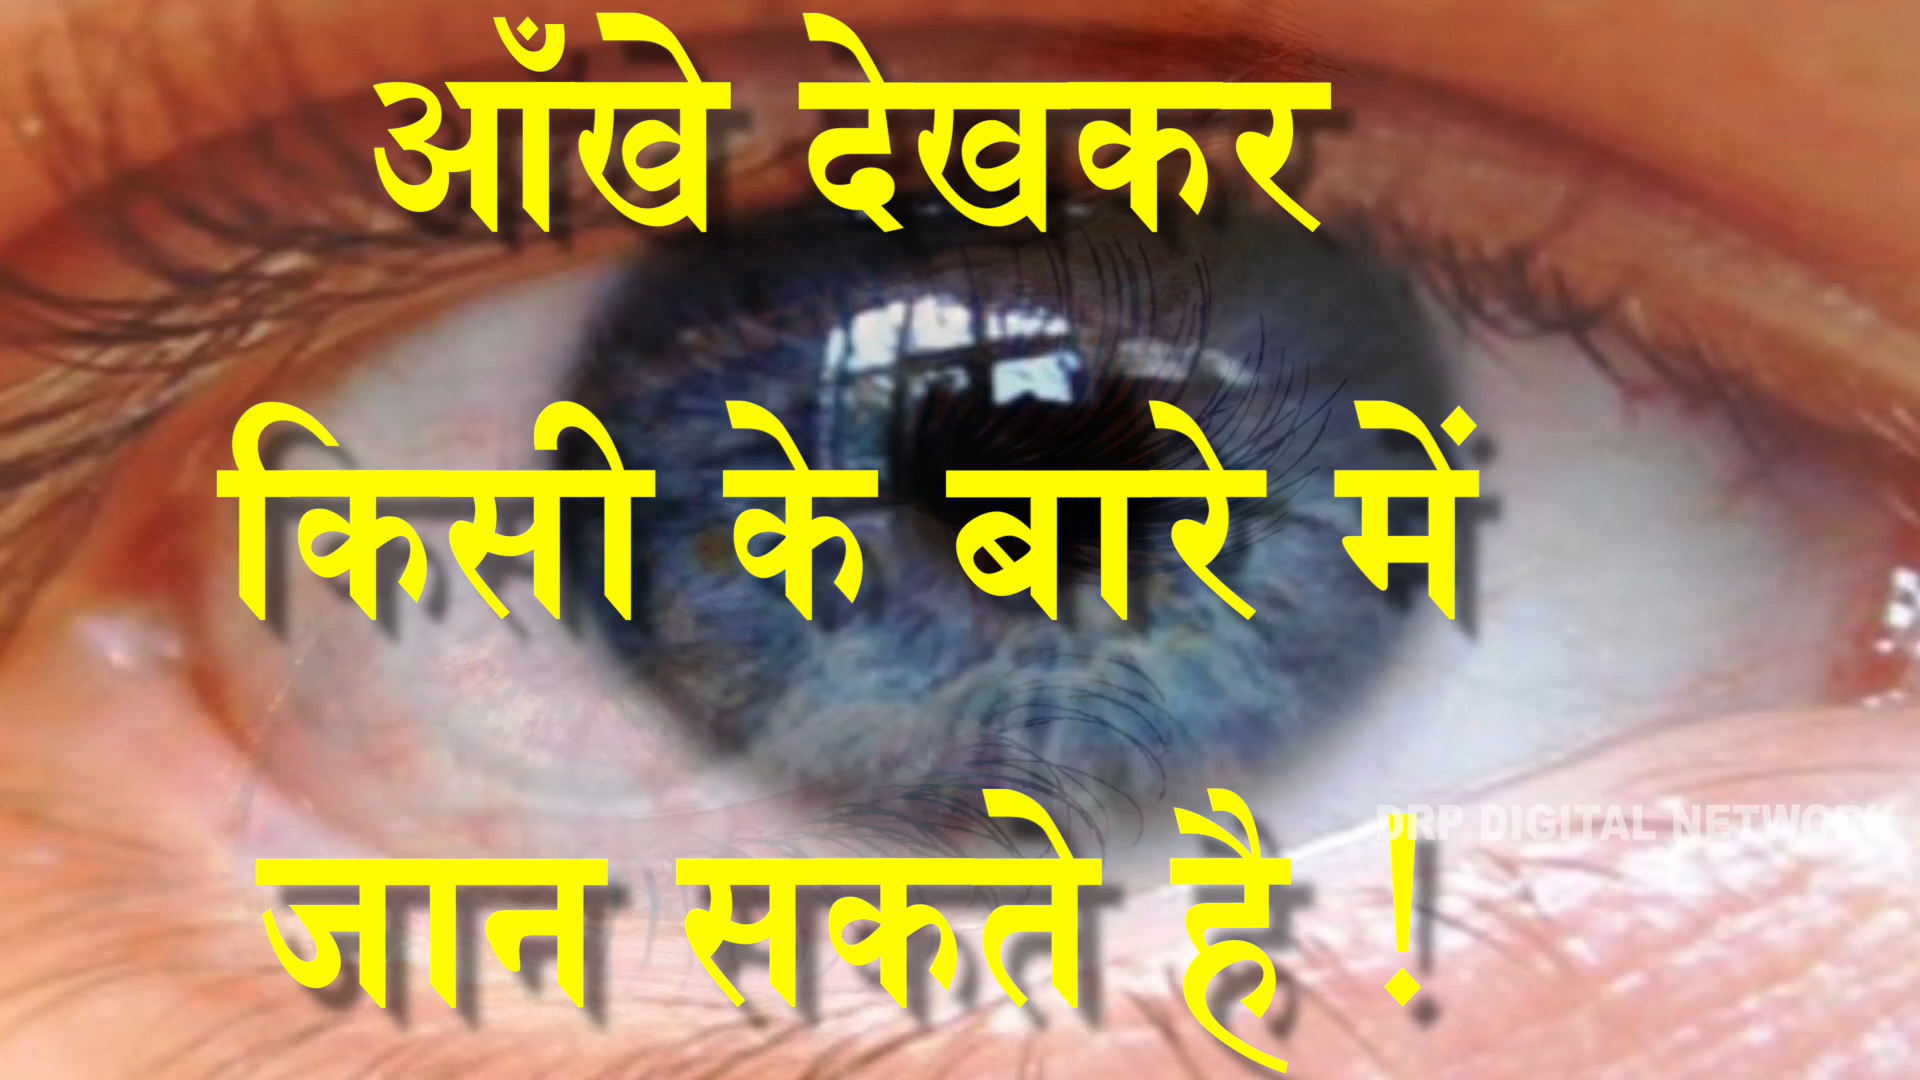 आँखे देखकर
किसी के बारे में
जान सकते है !
DRP DIGITAL NETWORK